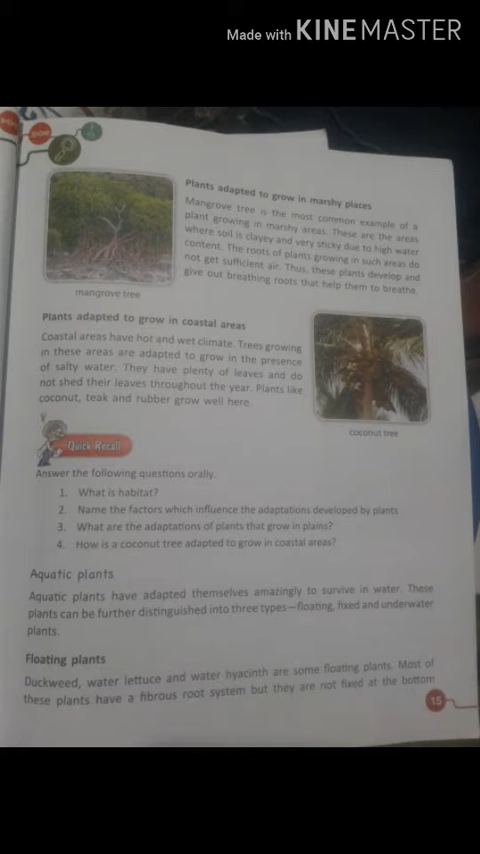 Made with KINEMASTER
Plants adapted to grow in marshy places
Mangrove tree is the most common example of a
plant growing in marshy areas. These are the areas
where soil is clayey and very sticky due to high water
content. The roots of plants growing in such areas do
not get sufficient air. Thus, these plants develop and
give out breathing roots that help them to breathe.
mangrove tree
Plants adapted to grow in coastal areas
Coastal areas have hot and wet climate. Trees growing
in these areas are adapted to grow in the presence
of salty water. They have plenty of leaves and do
not shed their leaves throughout the year. Plants like
coconut, teak and rubber grow well here.
coconut tree
Quick Recall
Answer the following questions orally.
1. What is habitat?
2. Name the factors which influence the adaptations developed by plants
3. What are the adaptations of plants that grow in plains?
4. How is a coconut tree adapted to grow in coastal areas?
Aquatic plants
Aquatic plants have adapted themselves amazingly to survive in water. These
plants can be further distinguished into three types—floating, fixed and underwater
plants.
Floating plants
Duckweed, water lettuce and water hyacinth are some floating plants. Most of
these plants have a fibrous root system but they are not fixed at the bottom
15